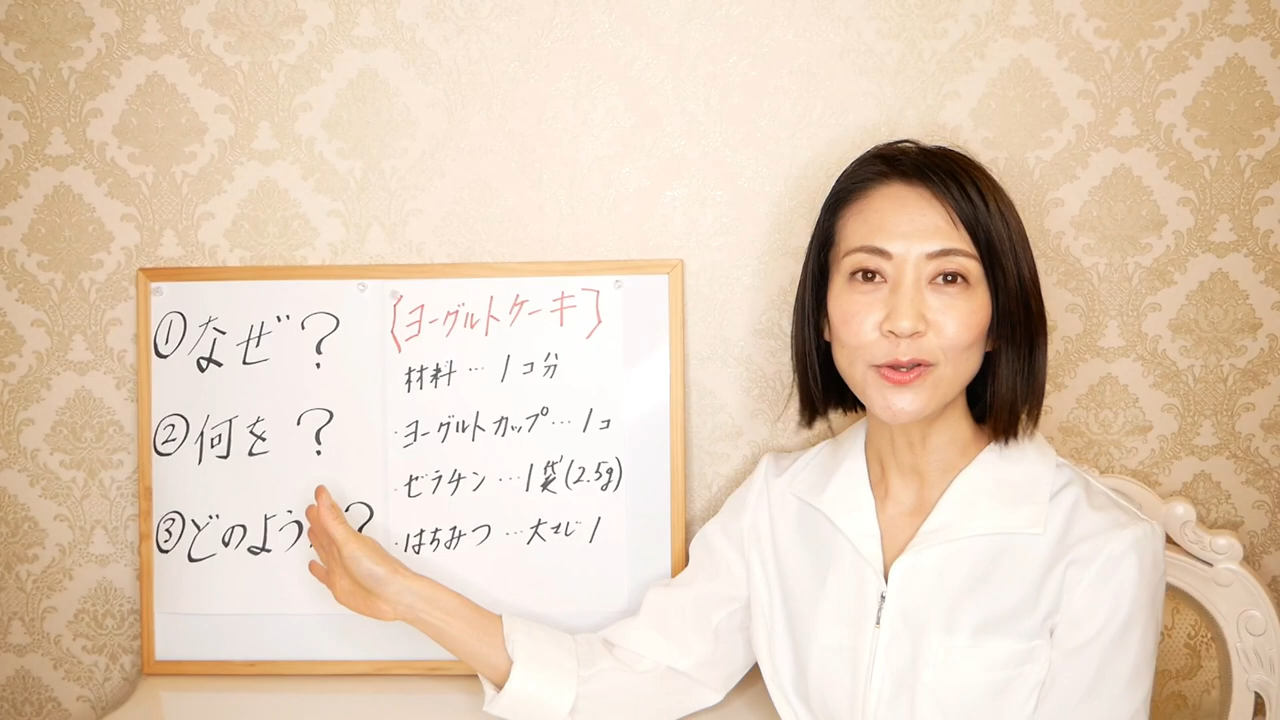 ①なぜ?
②何を?
③どのよう?
[ヨーグルトケーキ]
材料…1コ分
・ヨーグルトカップ…1コ
・ゼラチン…1袋(2.5g)
・はちみつ…大さじ1